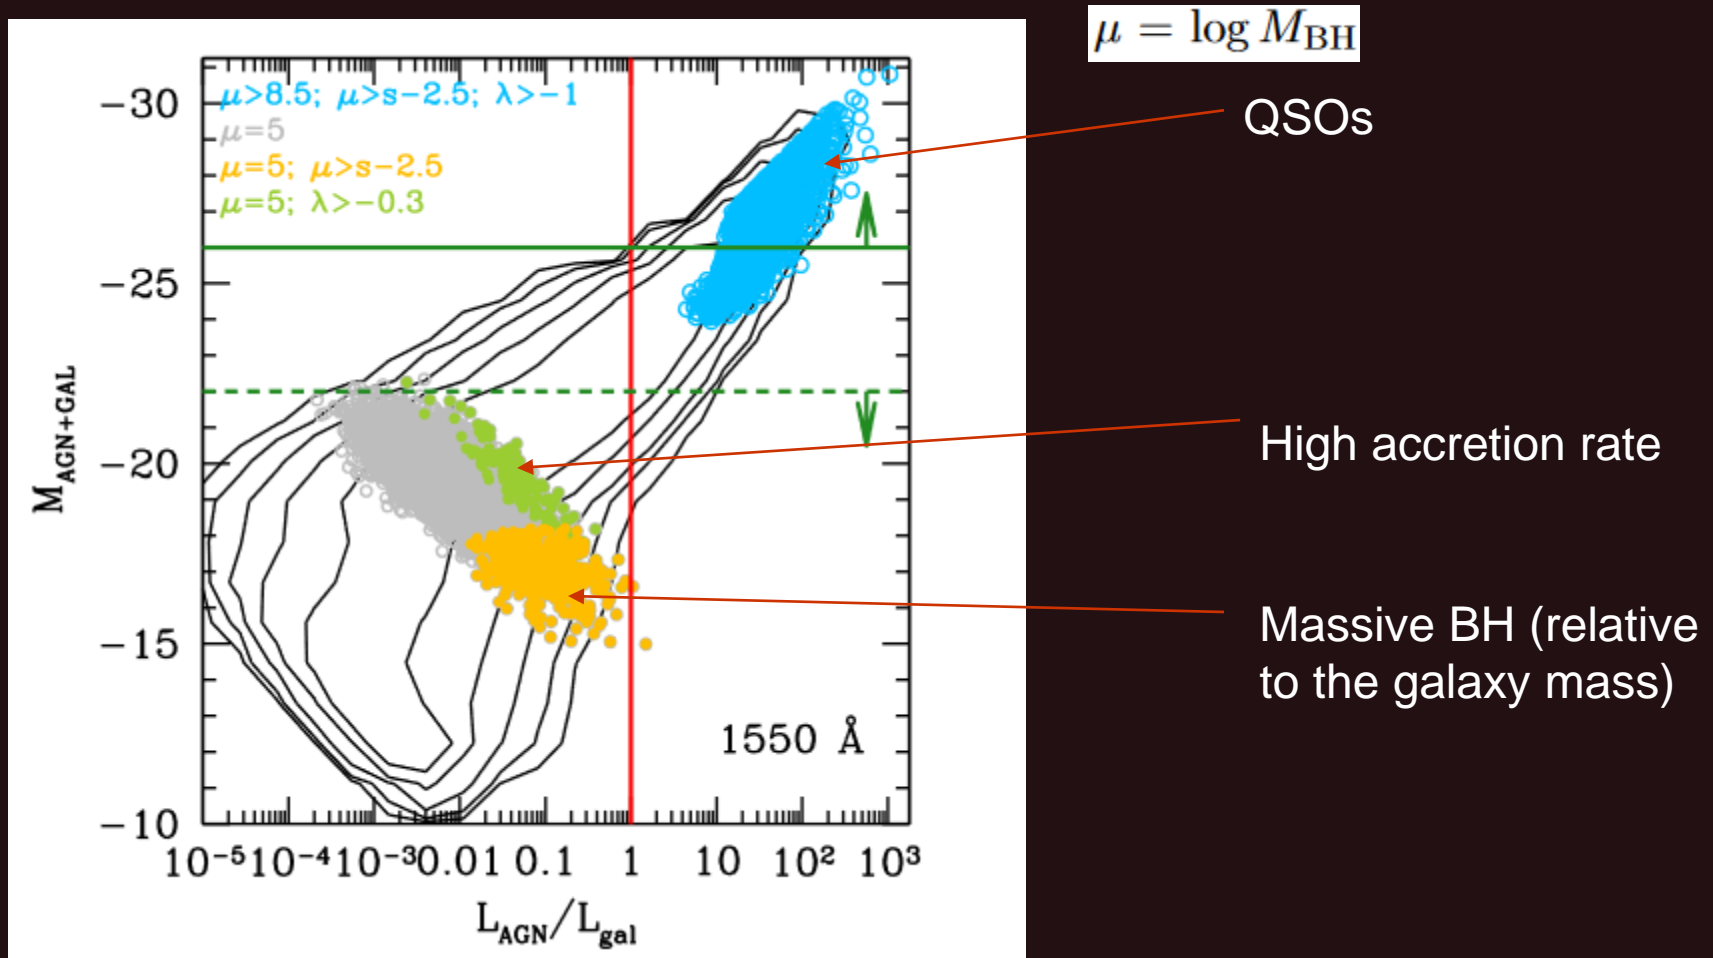 μ = log M_BH
μ>8.5; μ>s−2.5; λ>−1
μ=5
μ=5; μ>s−2.5
μ=5; λ>−0.3
QSOs
High accretion rate
Massive BH (relative
to the galaxy mass)
−30
−25
−20
−15
−10
M_AGN+GAL
1550 Å
10⁻⁵ 10⁻⁴ 10⁻³ 0.01 0.1 1 10 10² 10³
L_AGN/L_gal